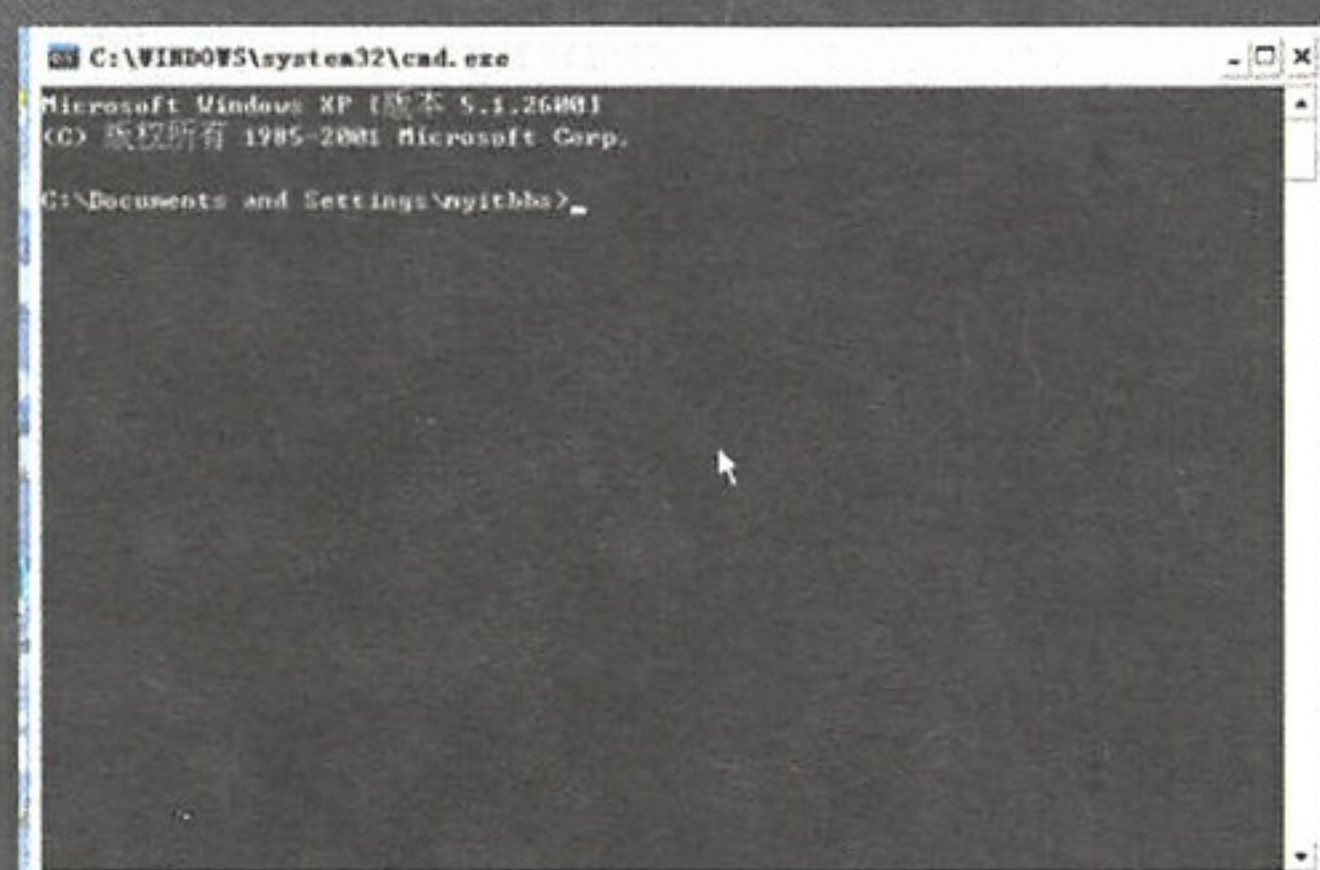 C:\WINDOWS\system32\cmd.exe
Microsoft Windows XP [版本 5.1.2600]
(C) 版权所有 1985-2001 Microsoft Corp.
C:\Documents and Settings\myitbbs>_